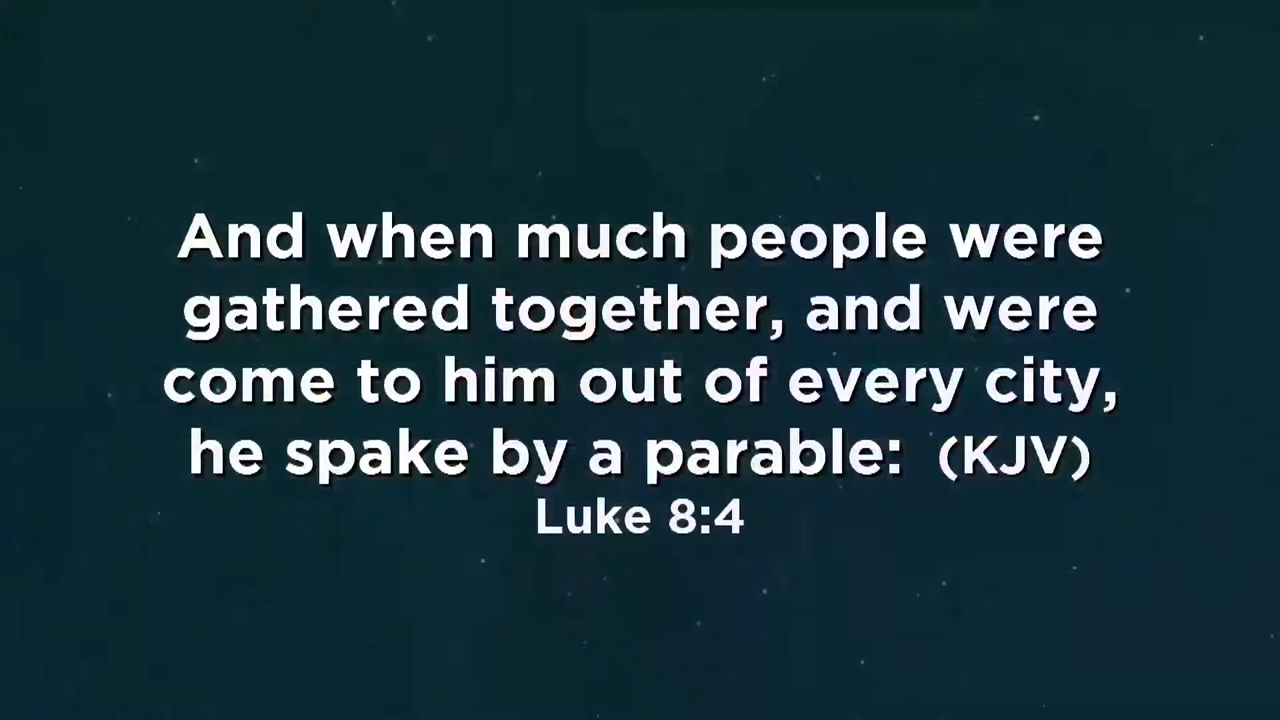 And when much people were
gathered together, and were
come to him out of every city,
he spake by a parable:  (KJV)
Luke 8:4